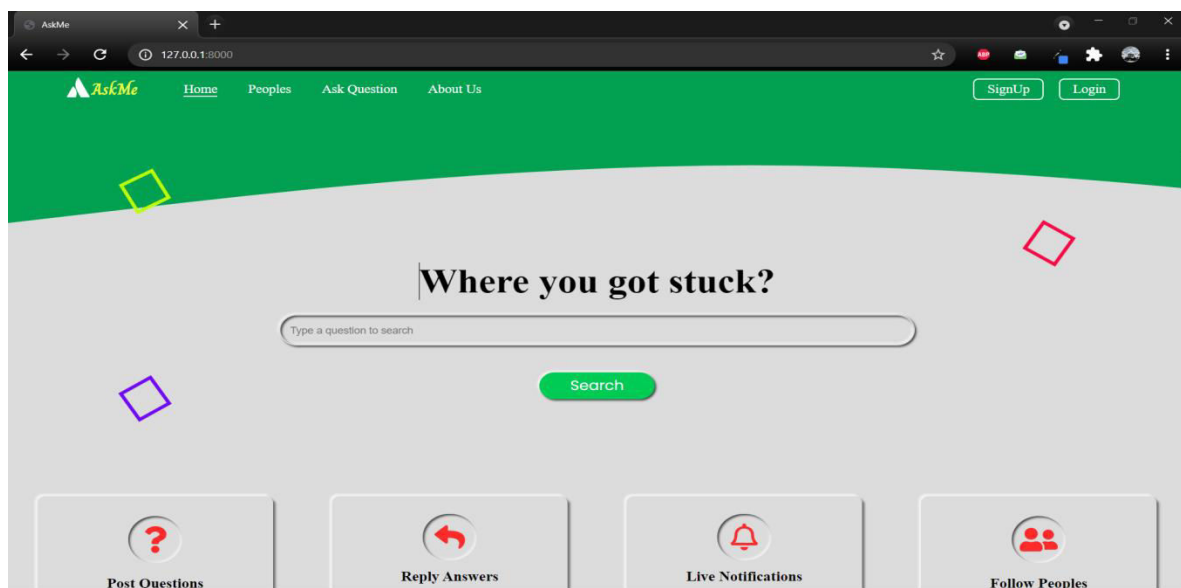 AskMe
127.0.0.1:8000
ABP
AskMe Home Peoples Ask Question About Us SignUp Login
Where you got stuck?
Type a question to search
Search
Post Questions Reply Answers Live Notifications Follow Peoples